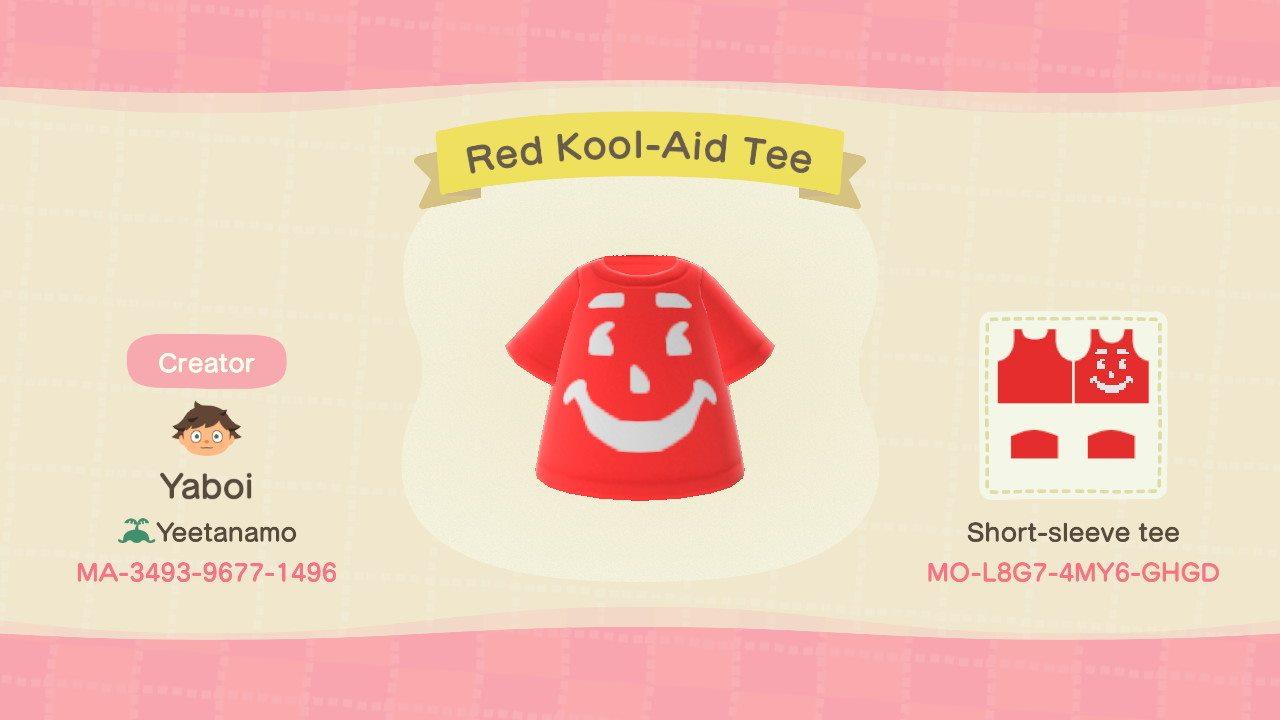 Red Kool-Aid Tee
Creator
Yaboi
Yeetanamo
MA-3493-9677-1496
Short-sleeve tee
MO-L8G7-4MY6-GHGD